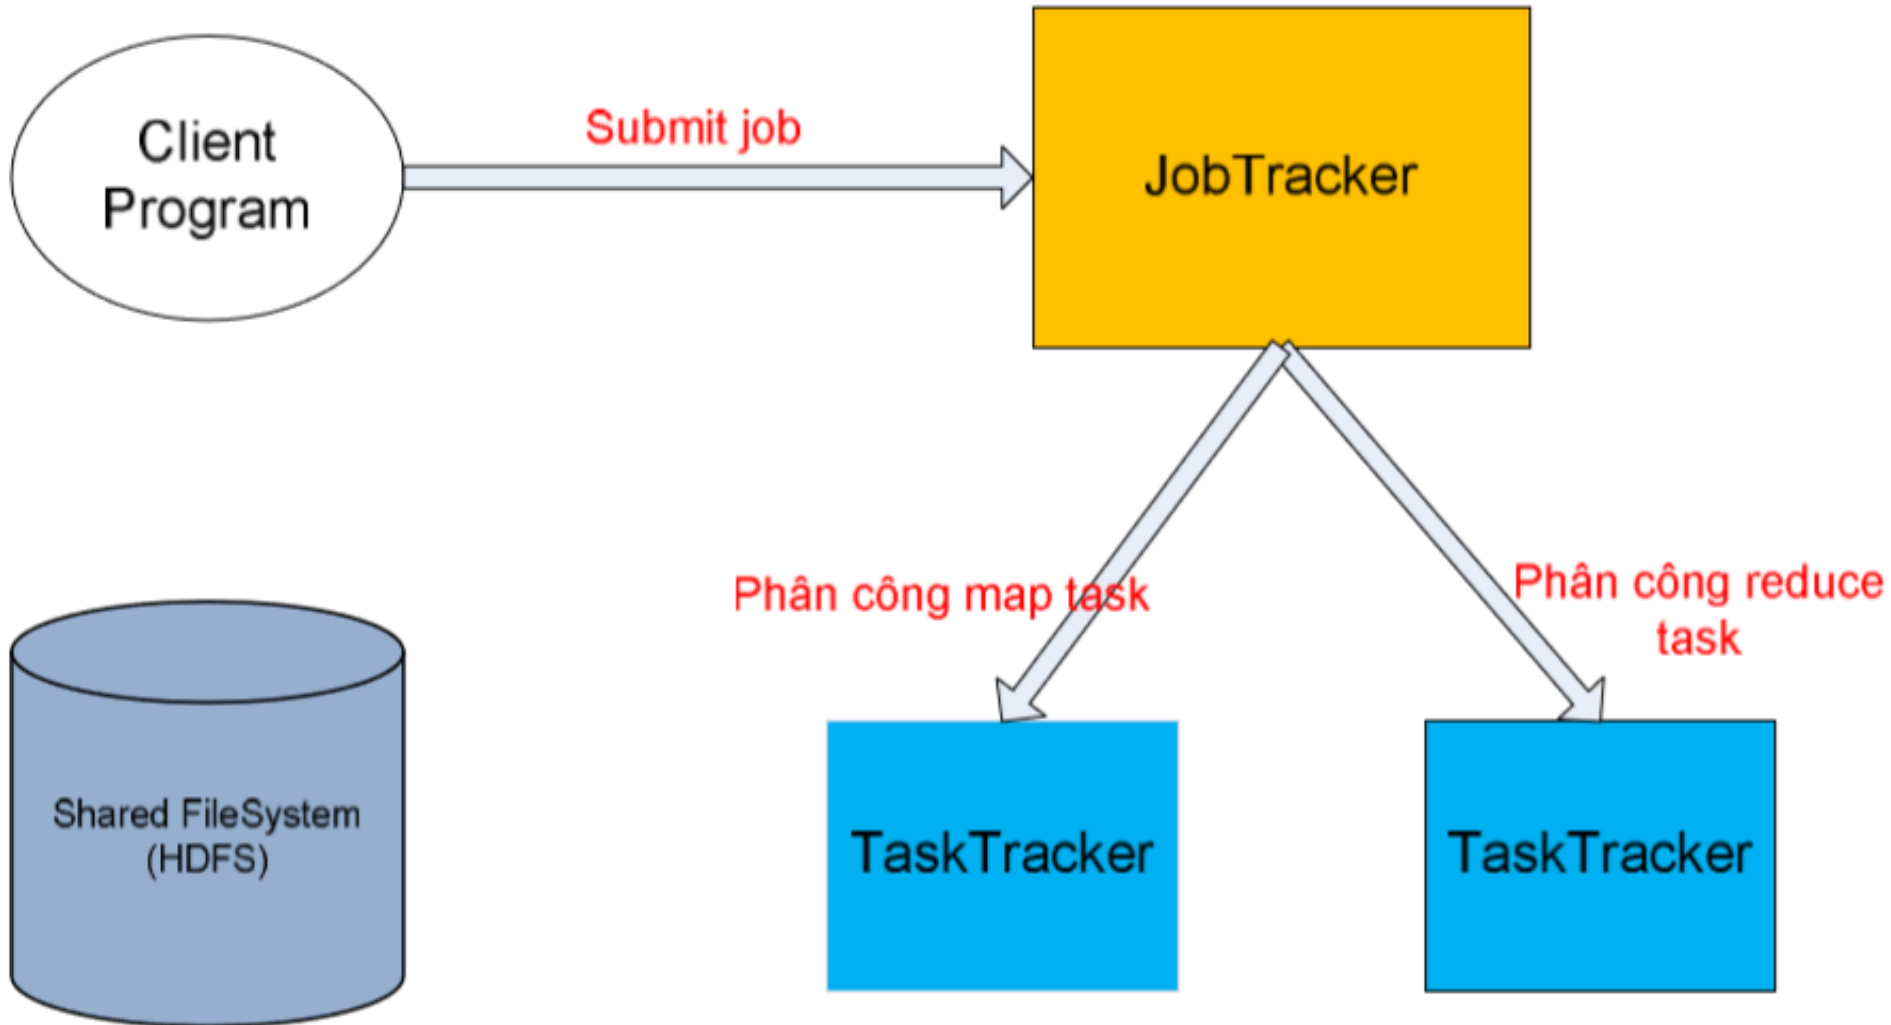 Client
Program
Submit job
JobTracker
Phân công map task
Phân công reduce
task
Shared FileSystem
(HDFS)
TaskTracker
TaskTracker